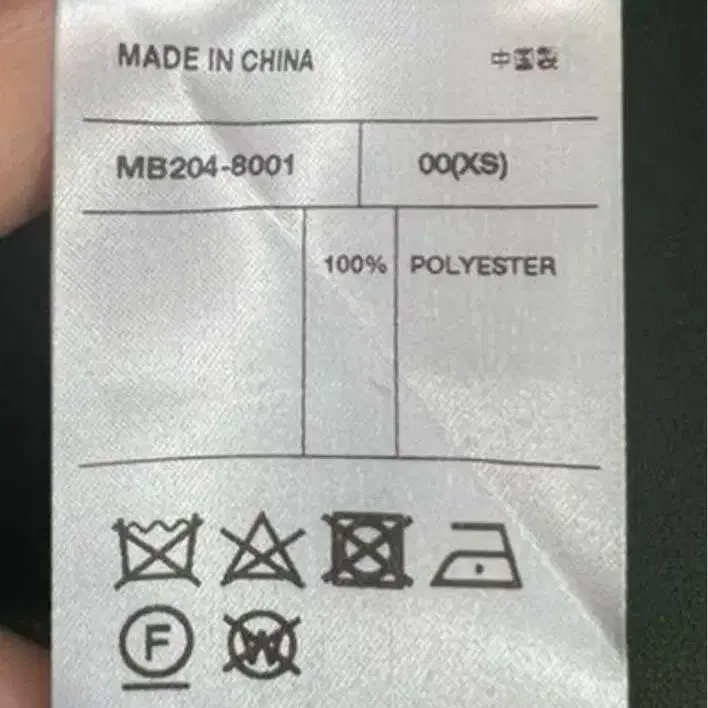 MADE IN CHINA 中国製
MB204-8001 00(XS)
100% POLYESTER
F W